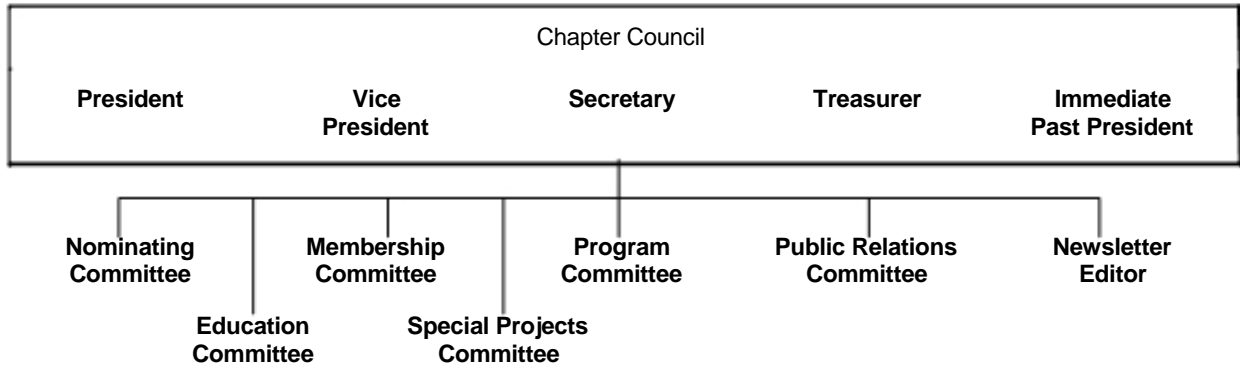 Chapter Council
President
Vice
President
Secretary
Treasurer
Immediate
Past President
Nominating
Committee
Membership
Committee
Program
Committee
Public Relations
Committee
Newsletter
Editor
Education
Committee
Special Projects
Committee